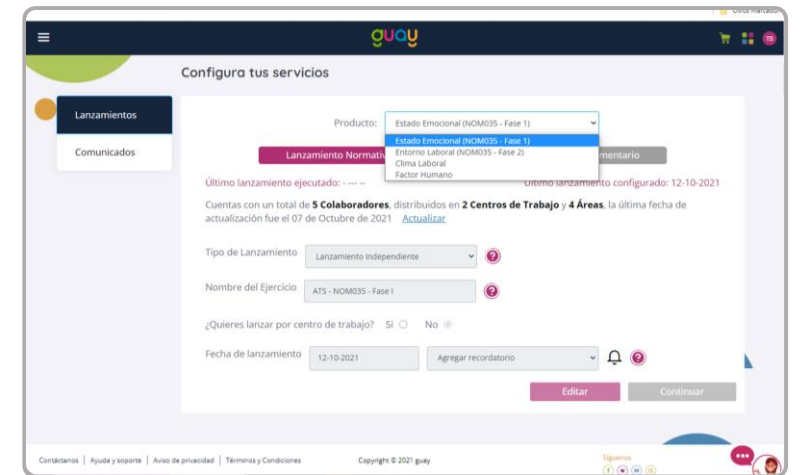 Otros marcador
guay
TB
Configura tus servicios
Lanzamientos
Comunicados
Producto:
Estado Emocional (NOM035 - Fase 1)
Estado Emocional (NOM035 - Fase 1)
Entorno Laboral (NOM035 - Fase 2)
Clima Laboral
Factor Humano
Lanzamiento Normativ
mentario
Último lanzamiento ejecutado: - --- --
Último lanzamiento configurado: 12-10-2021
Cuentas con un total de 5 Colaboradores, distribuidos en 2 Centros de Trabajo y 4 Áreas, la última fecha de
actualización fue el 07 de Octubre de 2021 Actualizar
Tipo de Lanzamiento
Lanzamiento independiente
?
Nombre del Ejercicio
ATS - NOM035 - Fase I
?
¿Quieres lanzar por centro de trabajo? Si No
Fecha de lanzamiento
12-10-2021
Agregar recordatorio
?
Editar
Continuar
Contáctanos | Ayuda y soporte | Aviso de privacidad | Términos y Condiciones
Copyright © 2021 guay
Síguenos